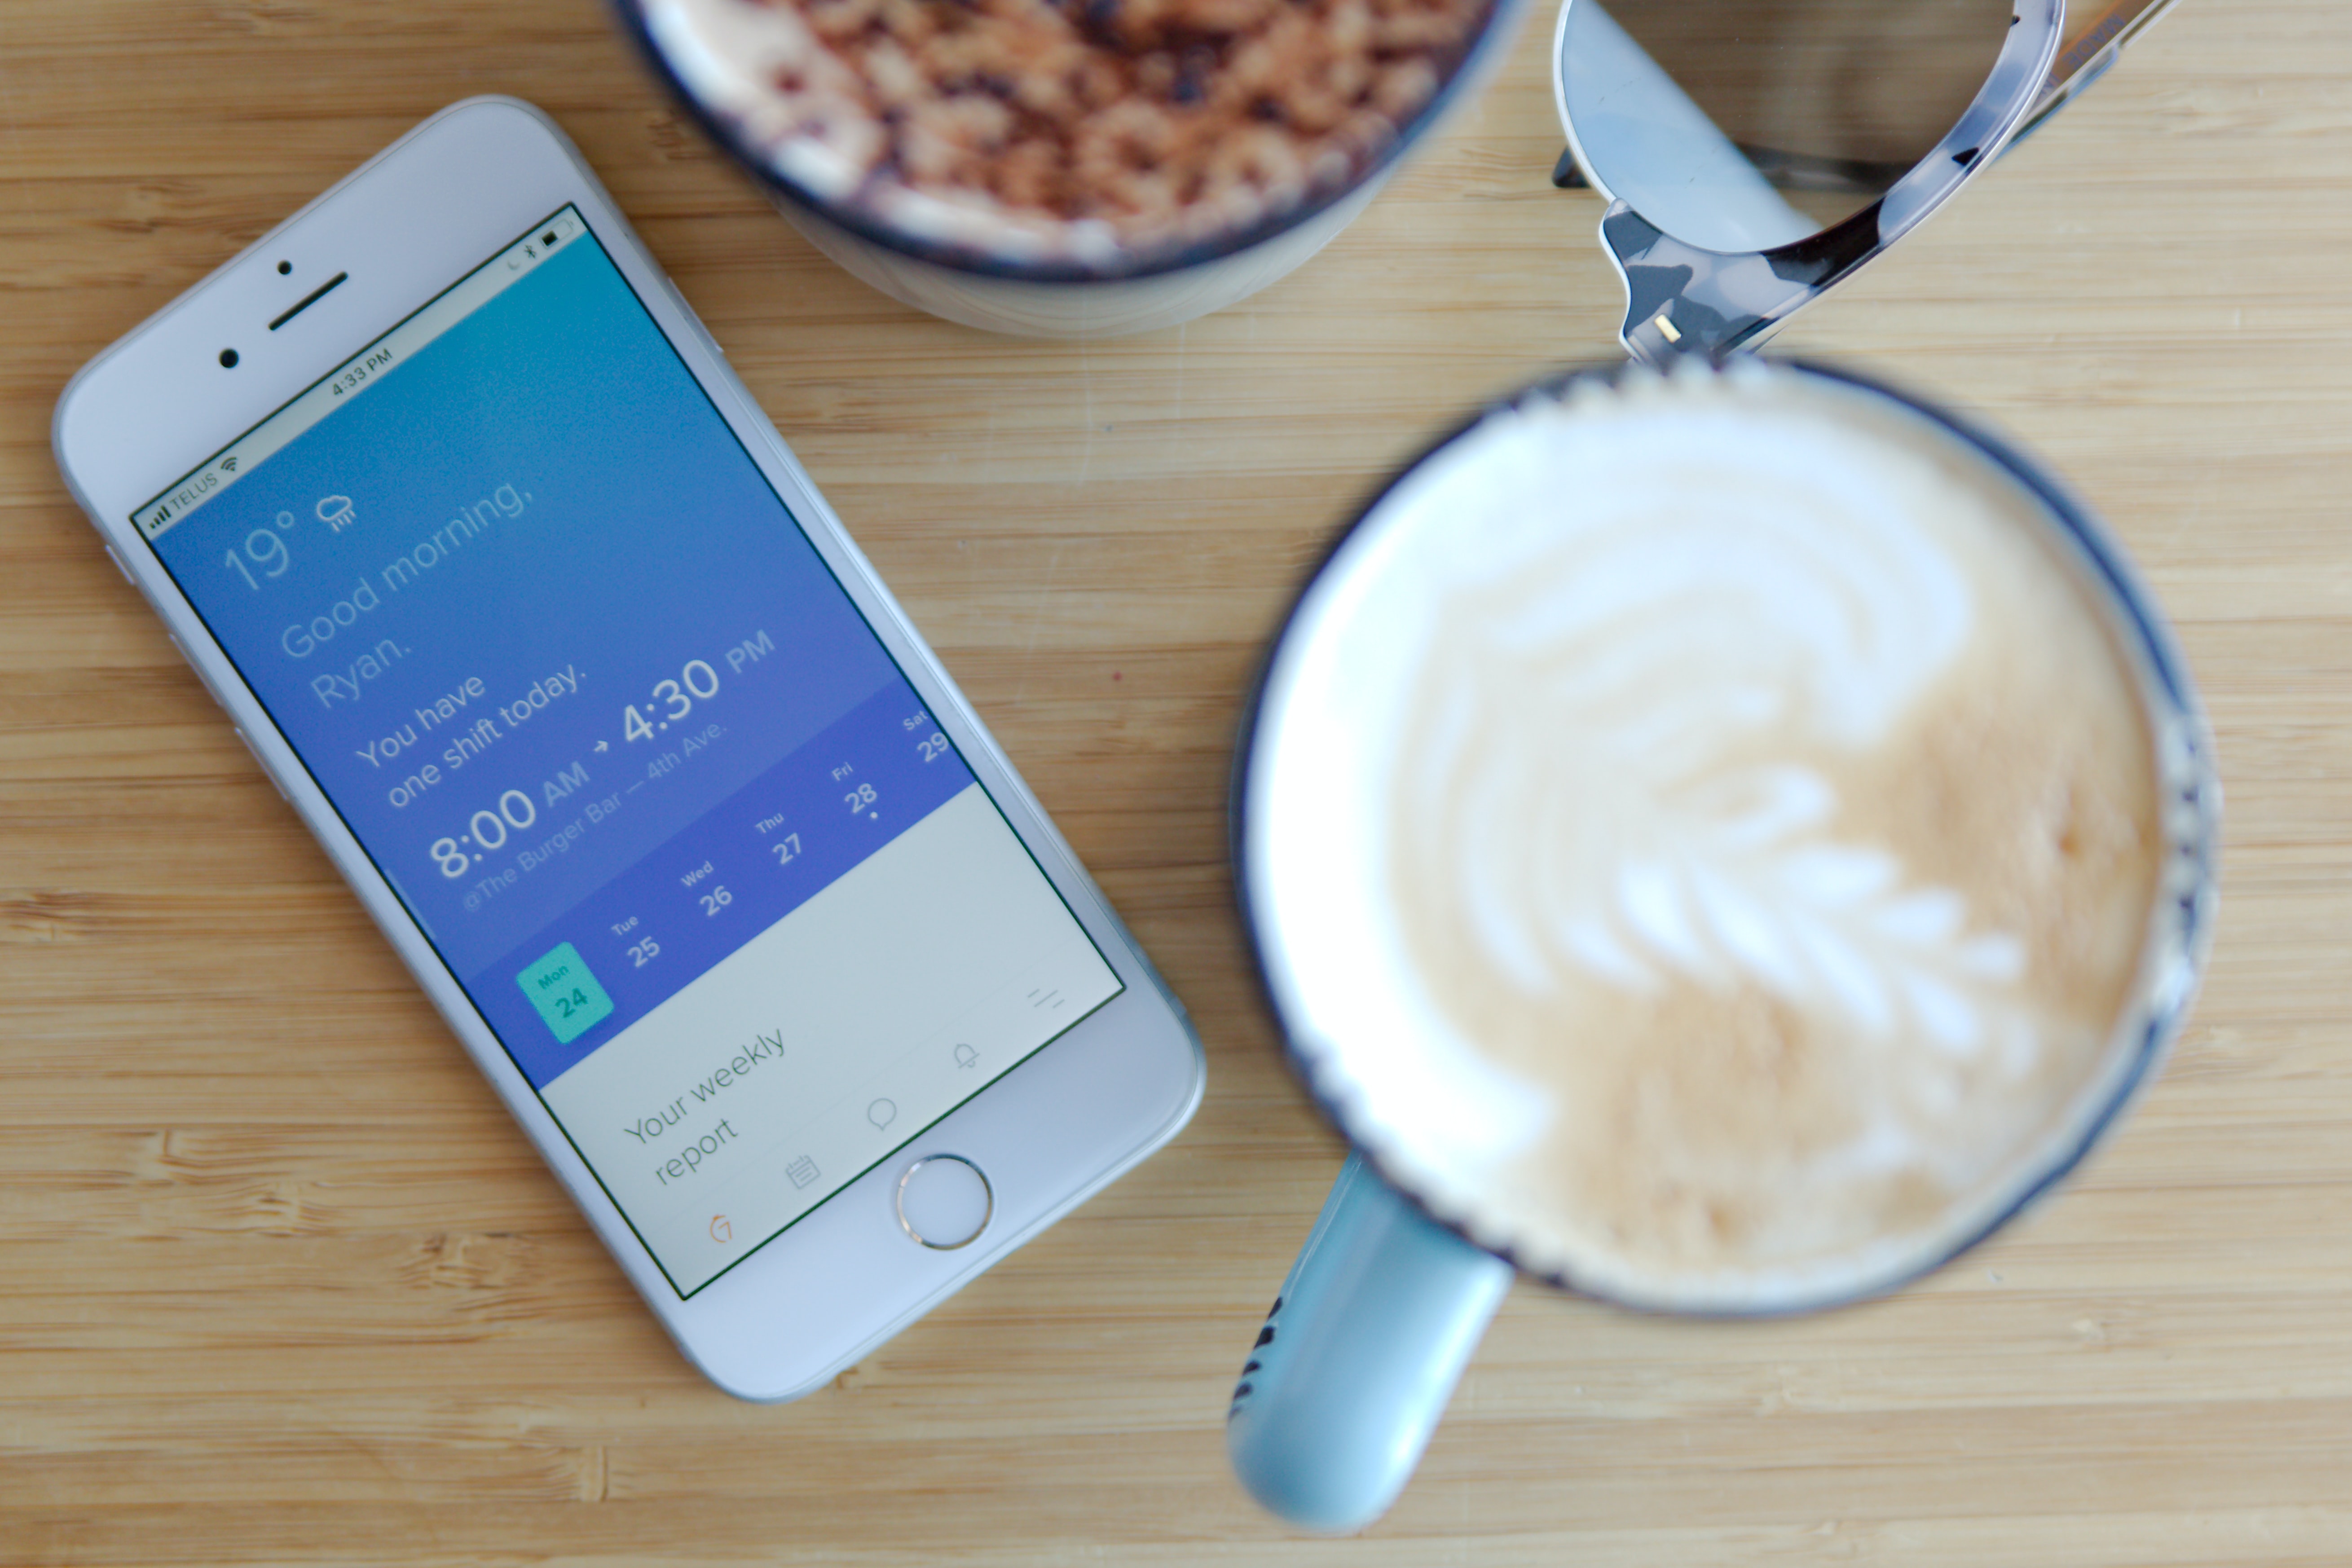 TELUS 4:33 PM
19°
Good morning,
Ryan.
You have
one shift today.
8:00 AM → 4:30 PM
@The Burger Bar — 4th Ave.
Mon Tue Wed Thu Fri Sat
24 25 26 27 28 29
Your weekly
report